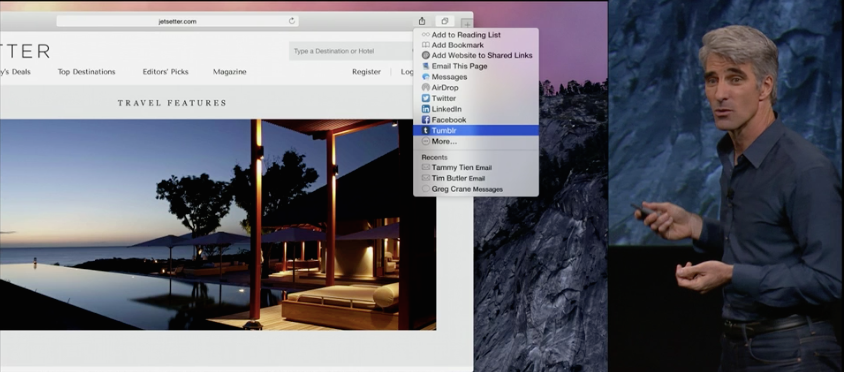 jetsetter.com
TTER
Type a Destination or Hotel
y's Deals Top Destinations Editors' Picks Magazine Register Log
TRAVEL FEATURES
Add to Reading List
Add Bookmark
Add Website to Shared Links
Email This Page
Messages
AirDrop
Twitter
LinkedIn
Facebook
Tumblr
More...
Recents
Tammy Tien Email
Tim Butler Email
Greg Crane Messages